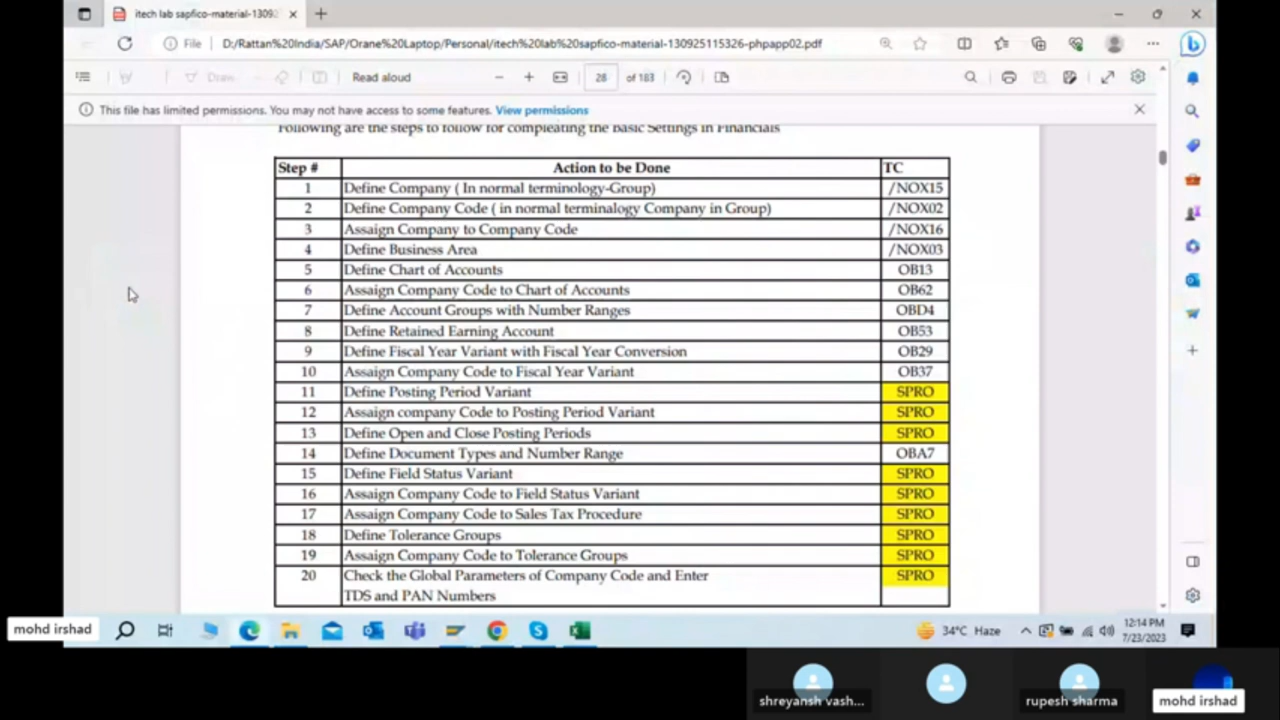 itech lab sapfico-material-13092
File
D:/Rattan%20India/SAP/Orane%20Laptop/Personal/itech%20lab%20sapfico-material-130925115326-phpapp02.pdf
Draw
Read aloud
28
of 183
This file has limited permissions. You may not have access to some features. View permissions
Following are the steps to follow for compleating the basic Settings in Financials
Step # Action to be Done TC
1 Define Company ( In normal terminology-Group) /NOX15
2 Define Company Code ( in normal terminalogy Company in Group) /NOX02
3 Assaign Company to Company Code /NOX16
4 Define Business Area /NOX03
5 Define Chart of Accounts OB13
6 Assaign Company Code to Chart of Accounts OB62
7 Define Account Groups with Number Ranges OBD4
8 Define Retained Earning Account OB53
9 Define Fiscal Year Variant with Fiscal Year Conversion OB29
10 Assaign Company Code to Fiscal Year Variant OB37
11 Define Posting Period Variant SPRO
12 Assaign company Code to Posting Period Variant SPRO
13 Define Open and Close Posting Periods SPRO
14 Define Document Types and Number Range OBA7
15 Define Field Status Variant SPRO
16 Assaign Company Code to Field Status Variant SPRO
17 Assaign Company Code to Sales Tax Procedure SPRO
18 Define Tolerance Groups SPRO
19 Assaign Company Code to Tolerance Groups SPRO
20 Check the Global Parameters of Company Code and Enter SPRO
TDS and PAN Numbers
mohd irshad
34°C Haze
12:14 PM
7/23/2023
shreyansh vash...
rupesh sharma
mohd irshad